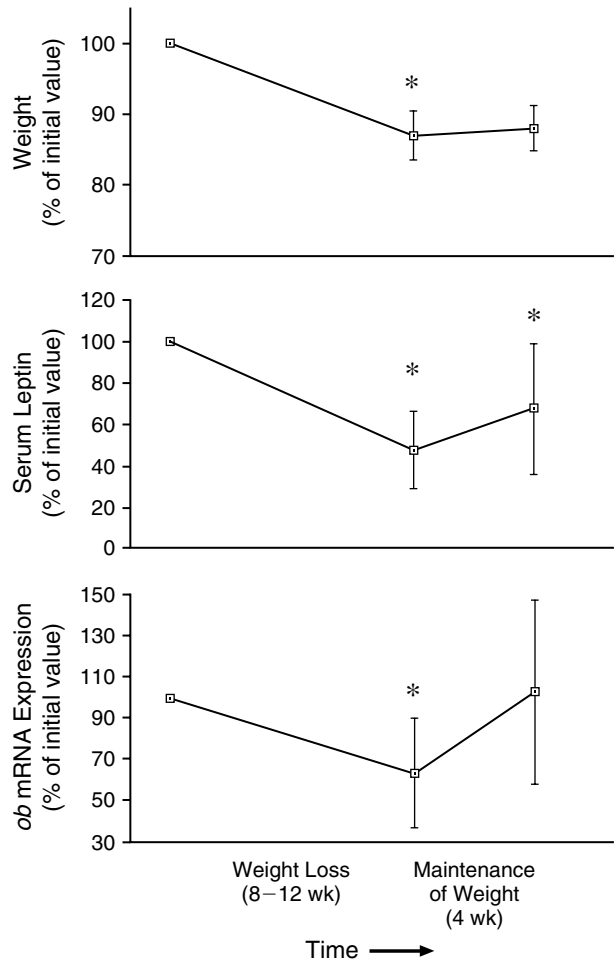 Weight
(% of initial value)
100
90
80
70
*
Serum Leptin
(% of initial value)
120
100
80
60
40
20
0
*
*
ob mRNA Expression
(% of initial value)
150
130
110
90
70
50
30
*
Weight Loss
(8–12 wk)
Maintenance
of Weight
(4 wk)
Time